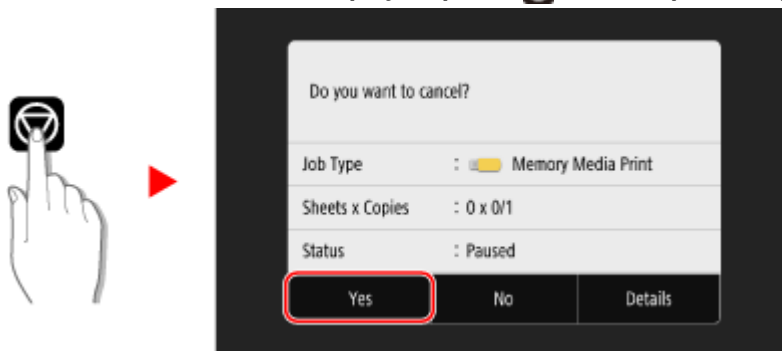 Do you want to cancel?
Job Type : Memory Media Print
Sheets x Copies : 0 x 0/1
Status : Paused
Yes No Details